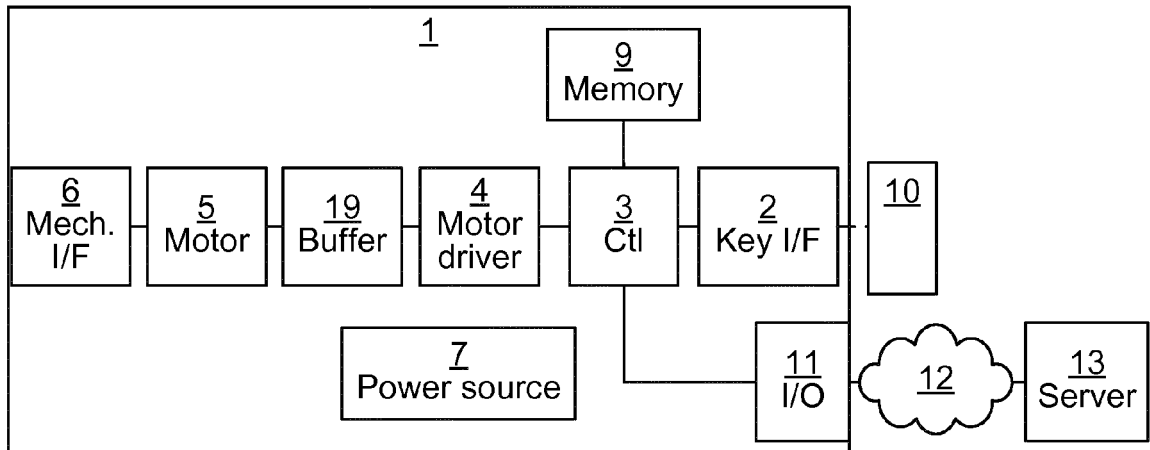 1
9
Memory
6
Mech.
I/F
5
Motor
19
Buffer
4
Motor
driver
3
Ctl
2
Key I/F
10
7
Power source
11
I/O
12
13
Server